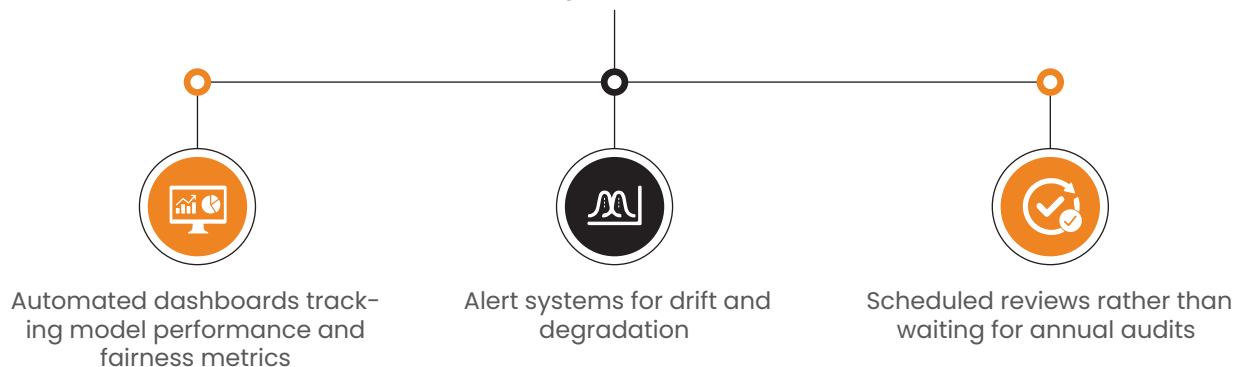 Automated dashboards track-
ing model performance and
fairness metrics
Alert systems for drift and
degradation
Scheduled reviews rather than
waiting for annual audits